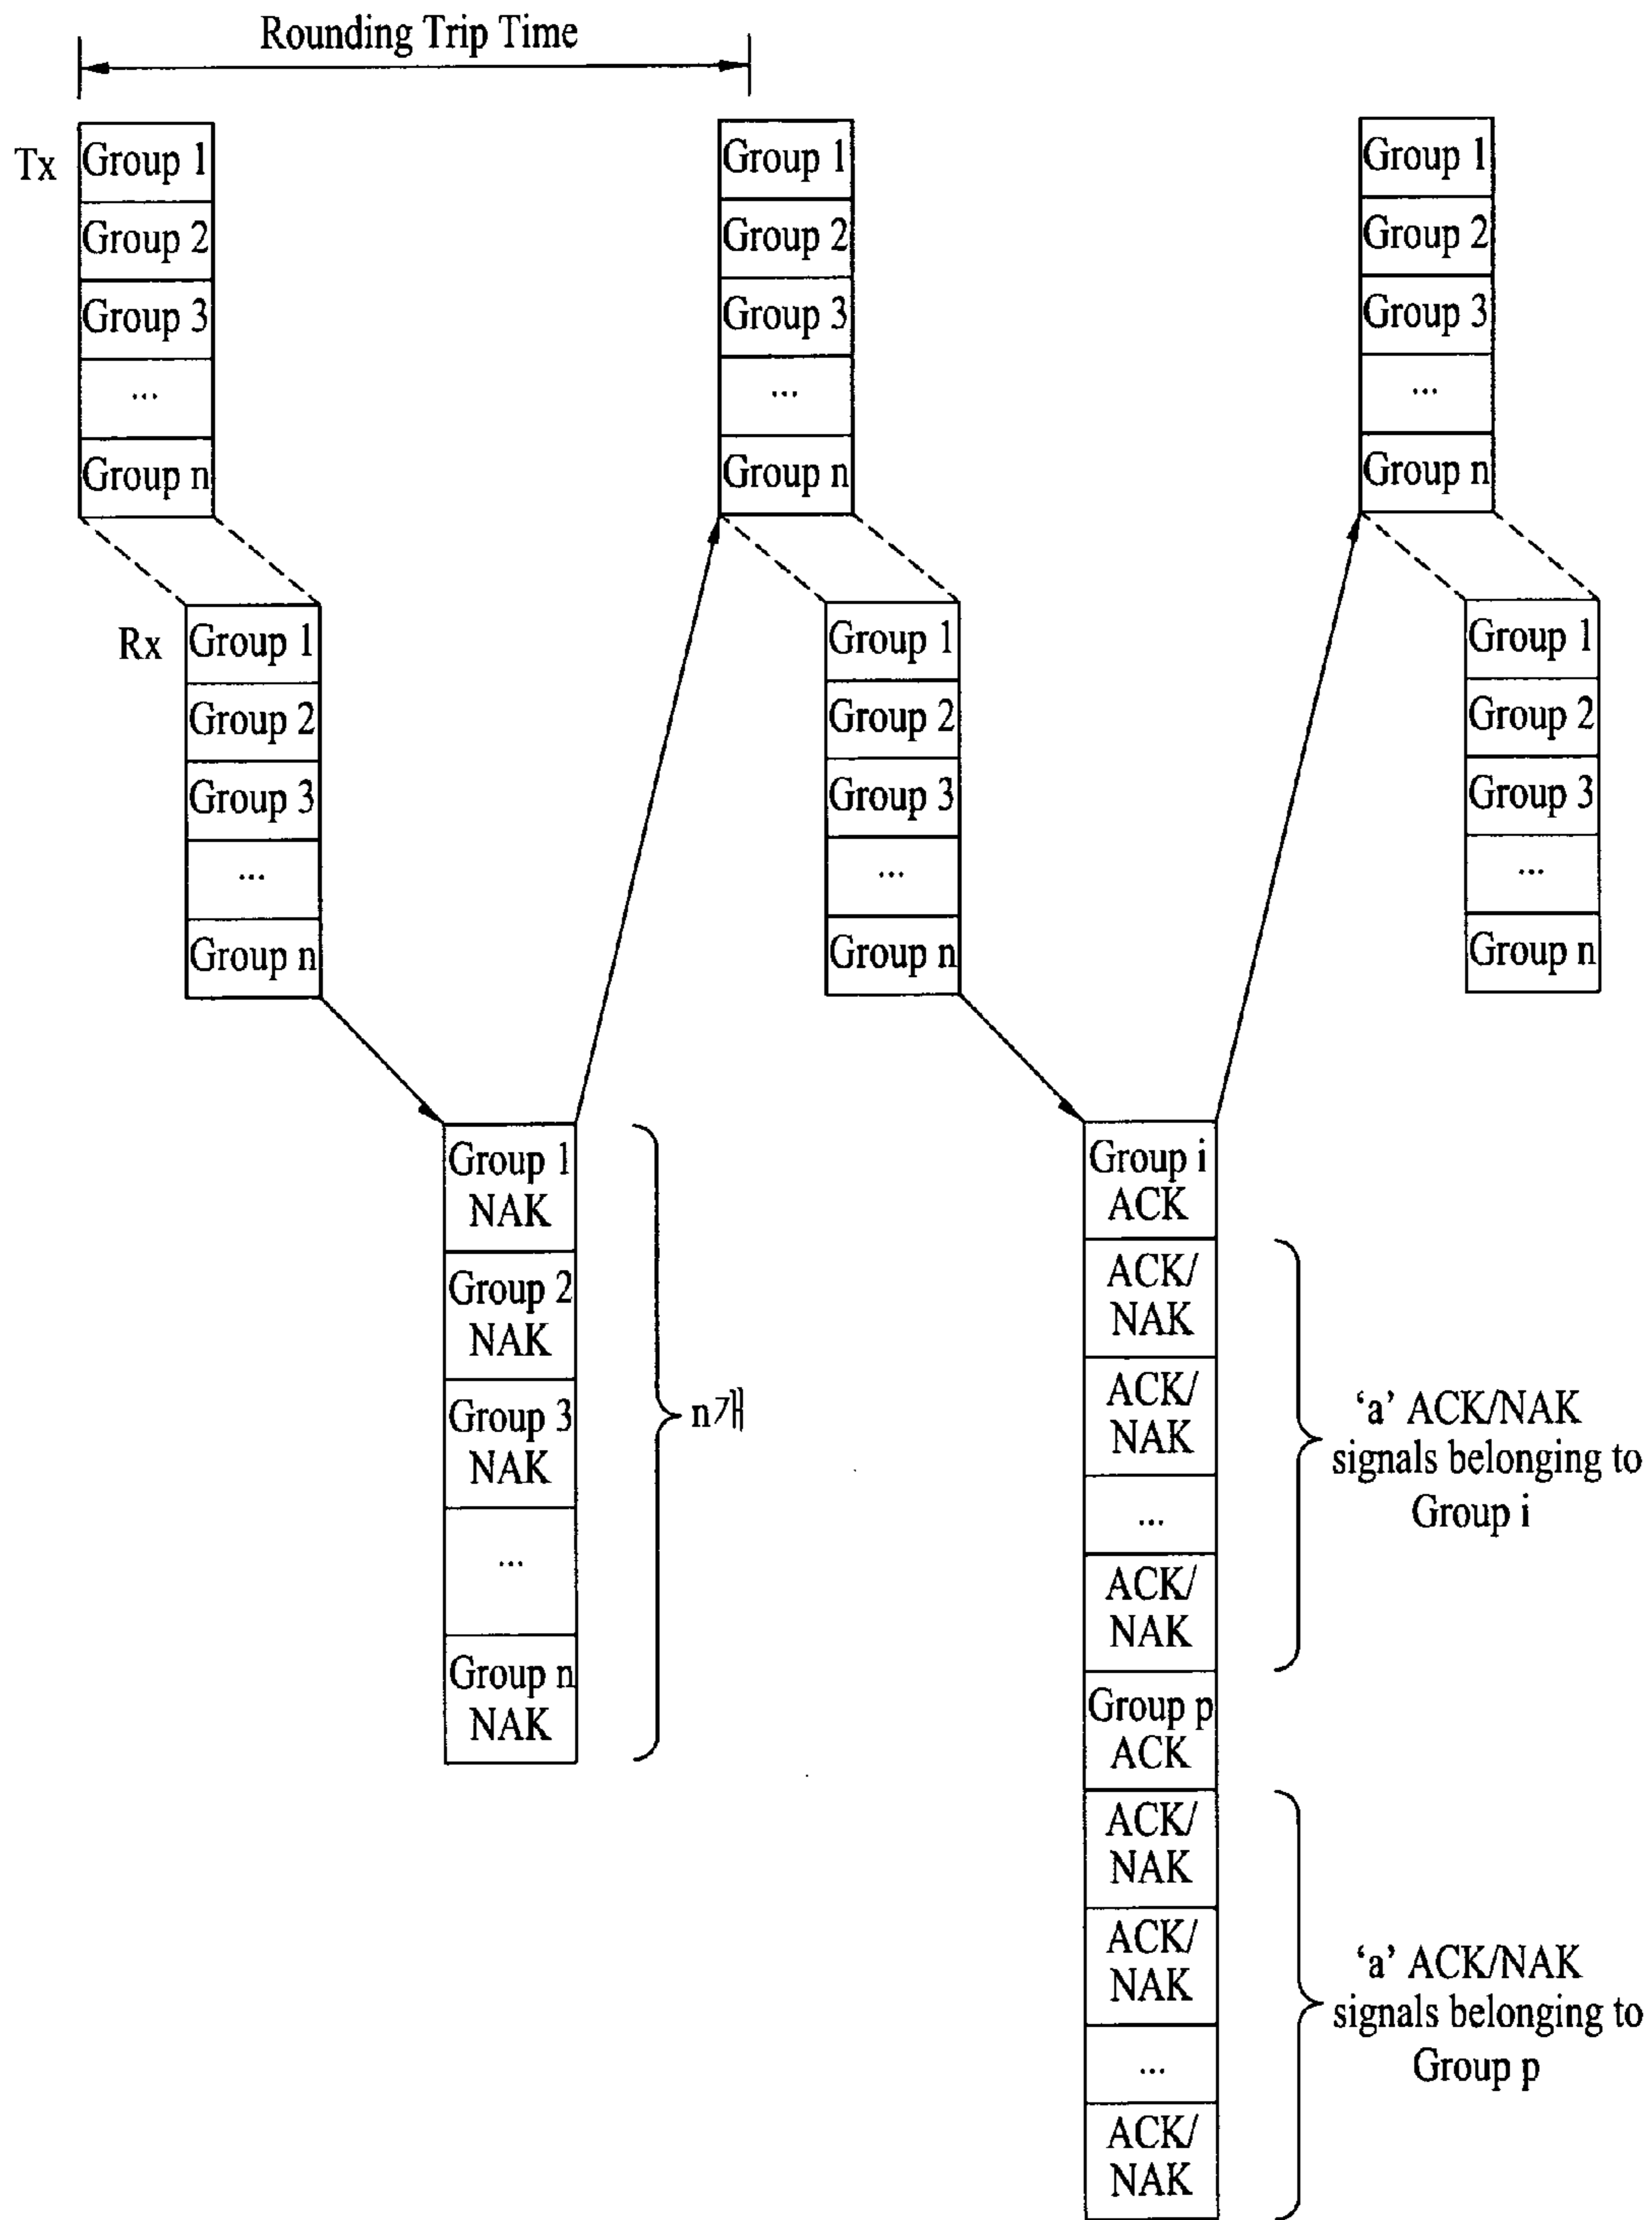 Rounding Trip Time
Tx
Group 1
Group 2
Group 3
...
Group n
Rx
Group 1
Group 2
Group 3
...
Group n
Group 1
NAK
Group 2
NAK
Group 3
NAK
...
Group n
NAK
n개
Group 1
Group 2
Group 3
...
Group n
Group 1
Group 2
Group 3
...
Group n
Group i
ACK
ACK/
NAK
ACK/
NAK
...
ACK/
NAK
'a' ACK/NAK
signals belonging to
Group i
Group p
ACK
ACK/
NAK
ACK/
NAK
...
ACK/
NAK
'a' ACK/NAK
signals belonging to
Group p
Group 1
Group 2
Group 3
...
Group n
Group 1
Group 2
Group 3
...
Group n